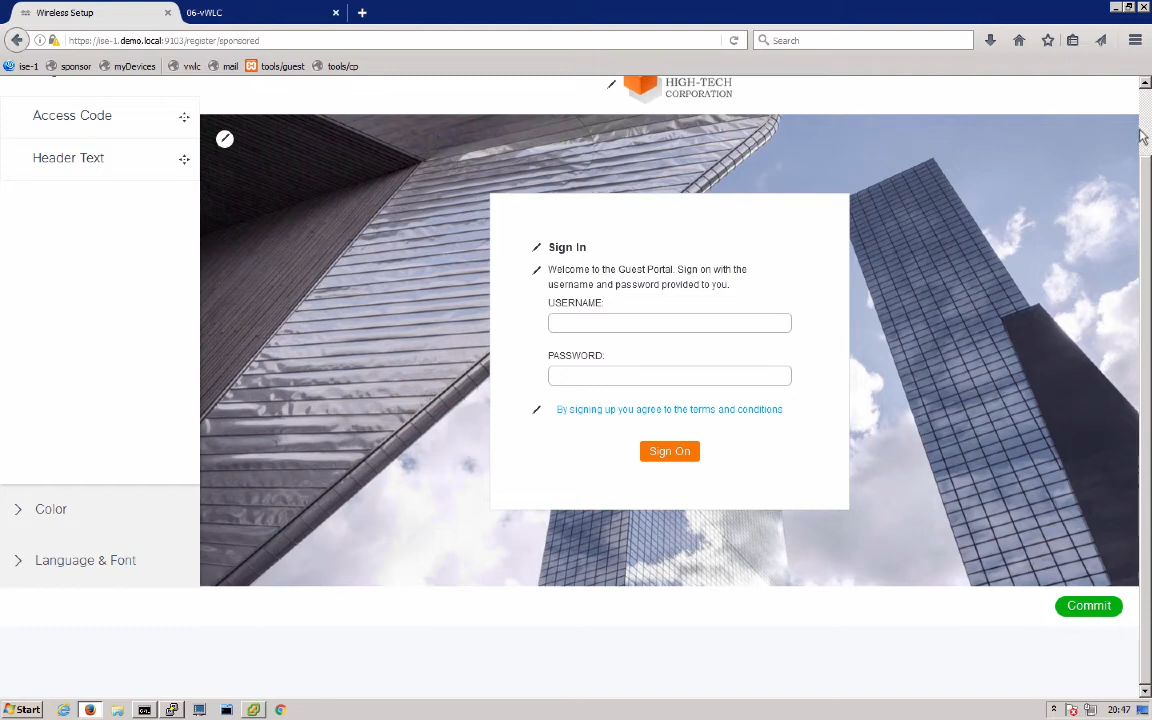 Wireless Setup
06-vWLC
https://ise-1.demo.local:9103/register/sponsored
Search
ise-1
sponsor
myDevices
vwlc
mail
tools/guest
tools/cp
HIGH-TECH
CORPORATION
Access Code
Header Text
Sign In
Welcome to the Guest Portal. Sign on with the
username and password provided to you.
USERNAME:
PASSWORD:
By signing up you agree to the terms and conditions
Sign On
Color
Language & Font
Commit
Start
20:47